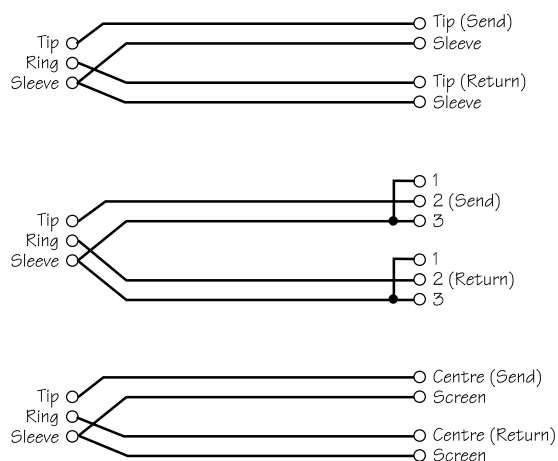 Tip (Send)
Tip
Sleeve
Ring
Tip (Return)
Sleeve
Sleeve
1
2 (Send)
Tip
3
Ring
1
Sleeve
2 (Return)
3
Centre (Send)
Tip
Screen
Ring
Centre (Return)
Sleeve
Screen